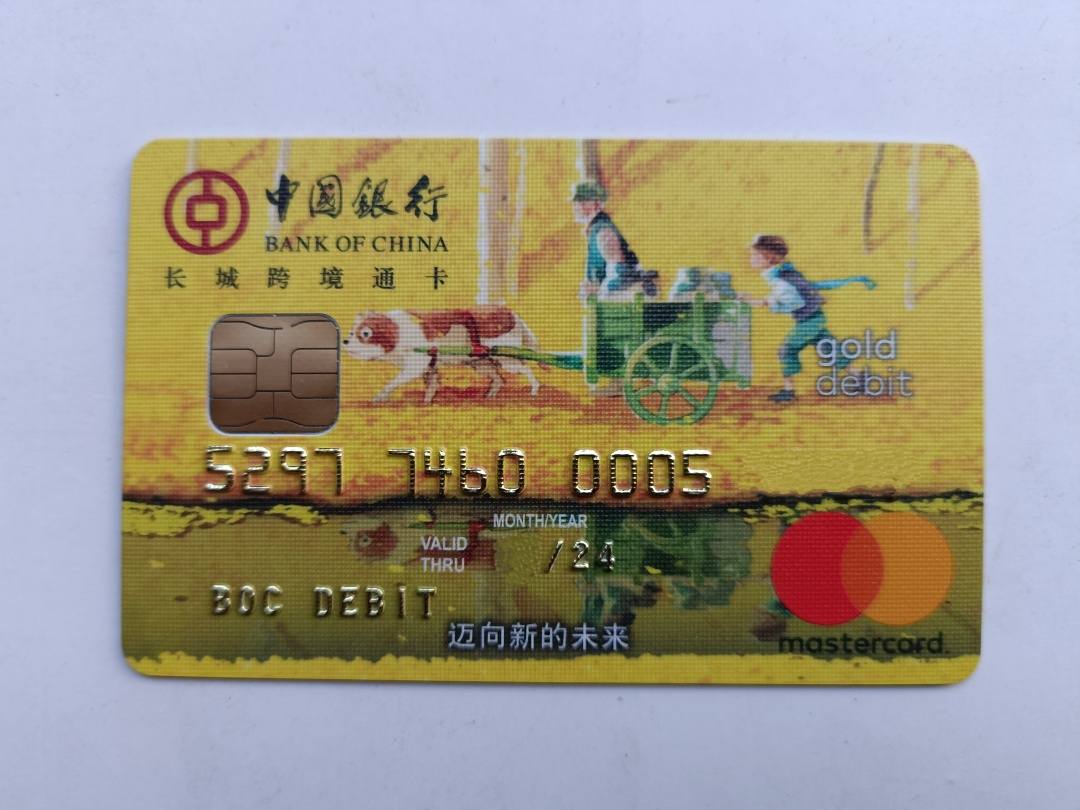 中国銀行
BANK OF CHINA
长城跨境通卡
gold
debit
5297 7460 0005
MONTH/YEAR
VALID
THRU
/24
BOC DEBIT
迈向新的未来
mastercard.